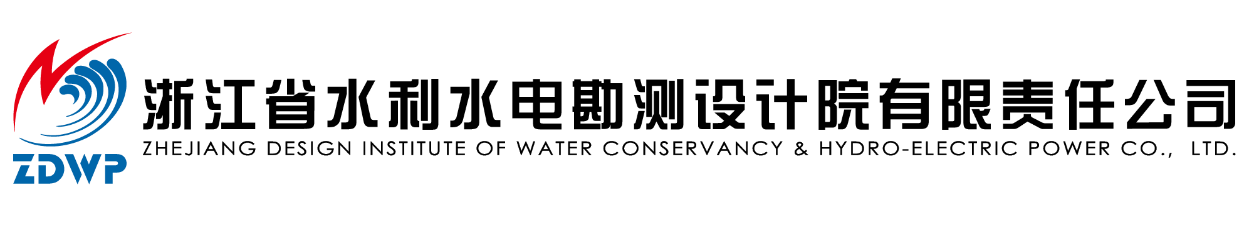 浙江省水利水电勘测设计院有限责任公司
ZHEJIANG DESIGN INSTITUTE OF WATER CONSERVANCY & HYDRO-ELECTRIC POWER CO., LTD.
ZDWP